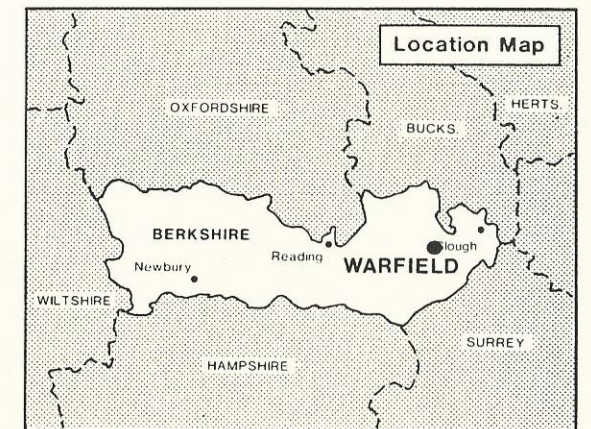 Location Map
OXFORDSHIRE
HERTS.
BUCKS.
BERKSHIRE
Reading
Slough
Newbury
WARFIELD
WILTSHIRE
SURREY
HAMPSHIRE